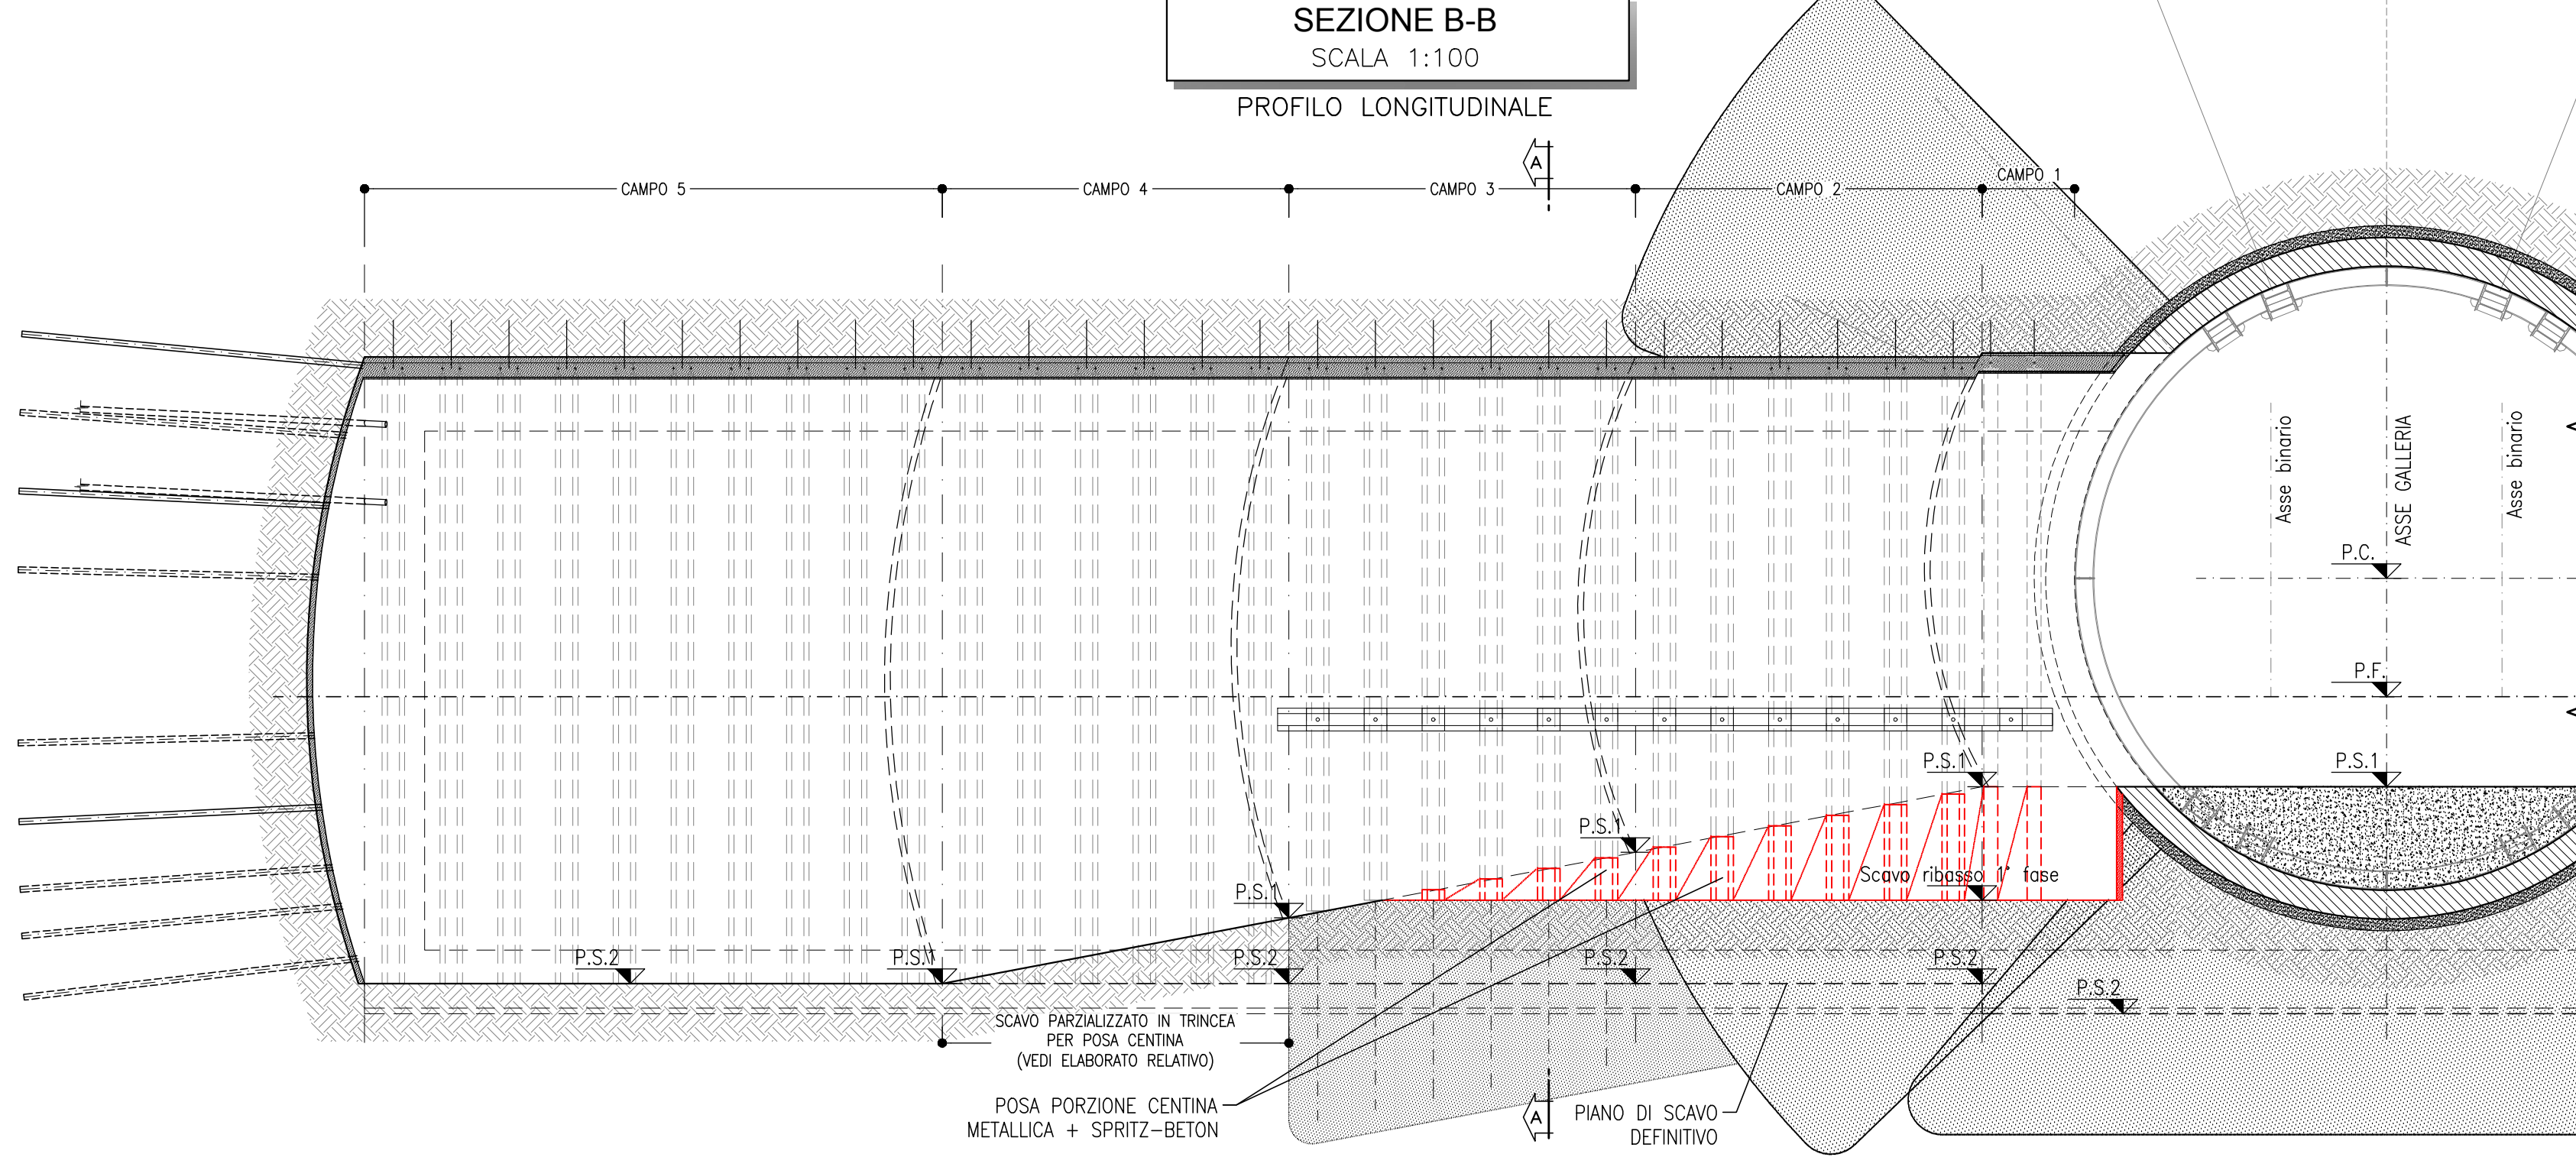 SEZIONE B-B
SCALA 1:100
PROFILO LONGITUDINALE
A
CAMPO 5
CAMPO 4
CAMPO 3
CAMPO 2
CAMPO 1
Asse binario
ASSE GALLERIA
Asse binario
P.C.
P.F.
P.S.1
P.S.1
P.S.1
Scavo ribasso 1° fase
P.S.1
P.S.2
P.S.1
P.S.2
P.S.2
P.S.2
P.S.2
SCAVO PARZIALIZZATO IN TRINCEA
PER POSA CENTINA
(VEDI ELABORATO RELATIVO)
POSA PORZIONE CENTINA
METALLICA + SPRITZ-BETON
A
PIANO DI SCAVO
DEFINITIVO